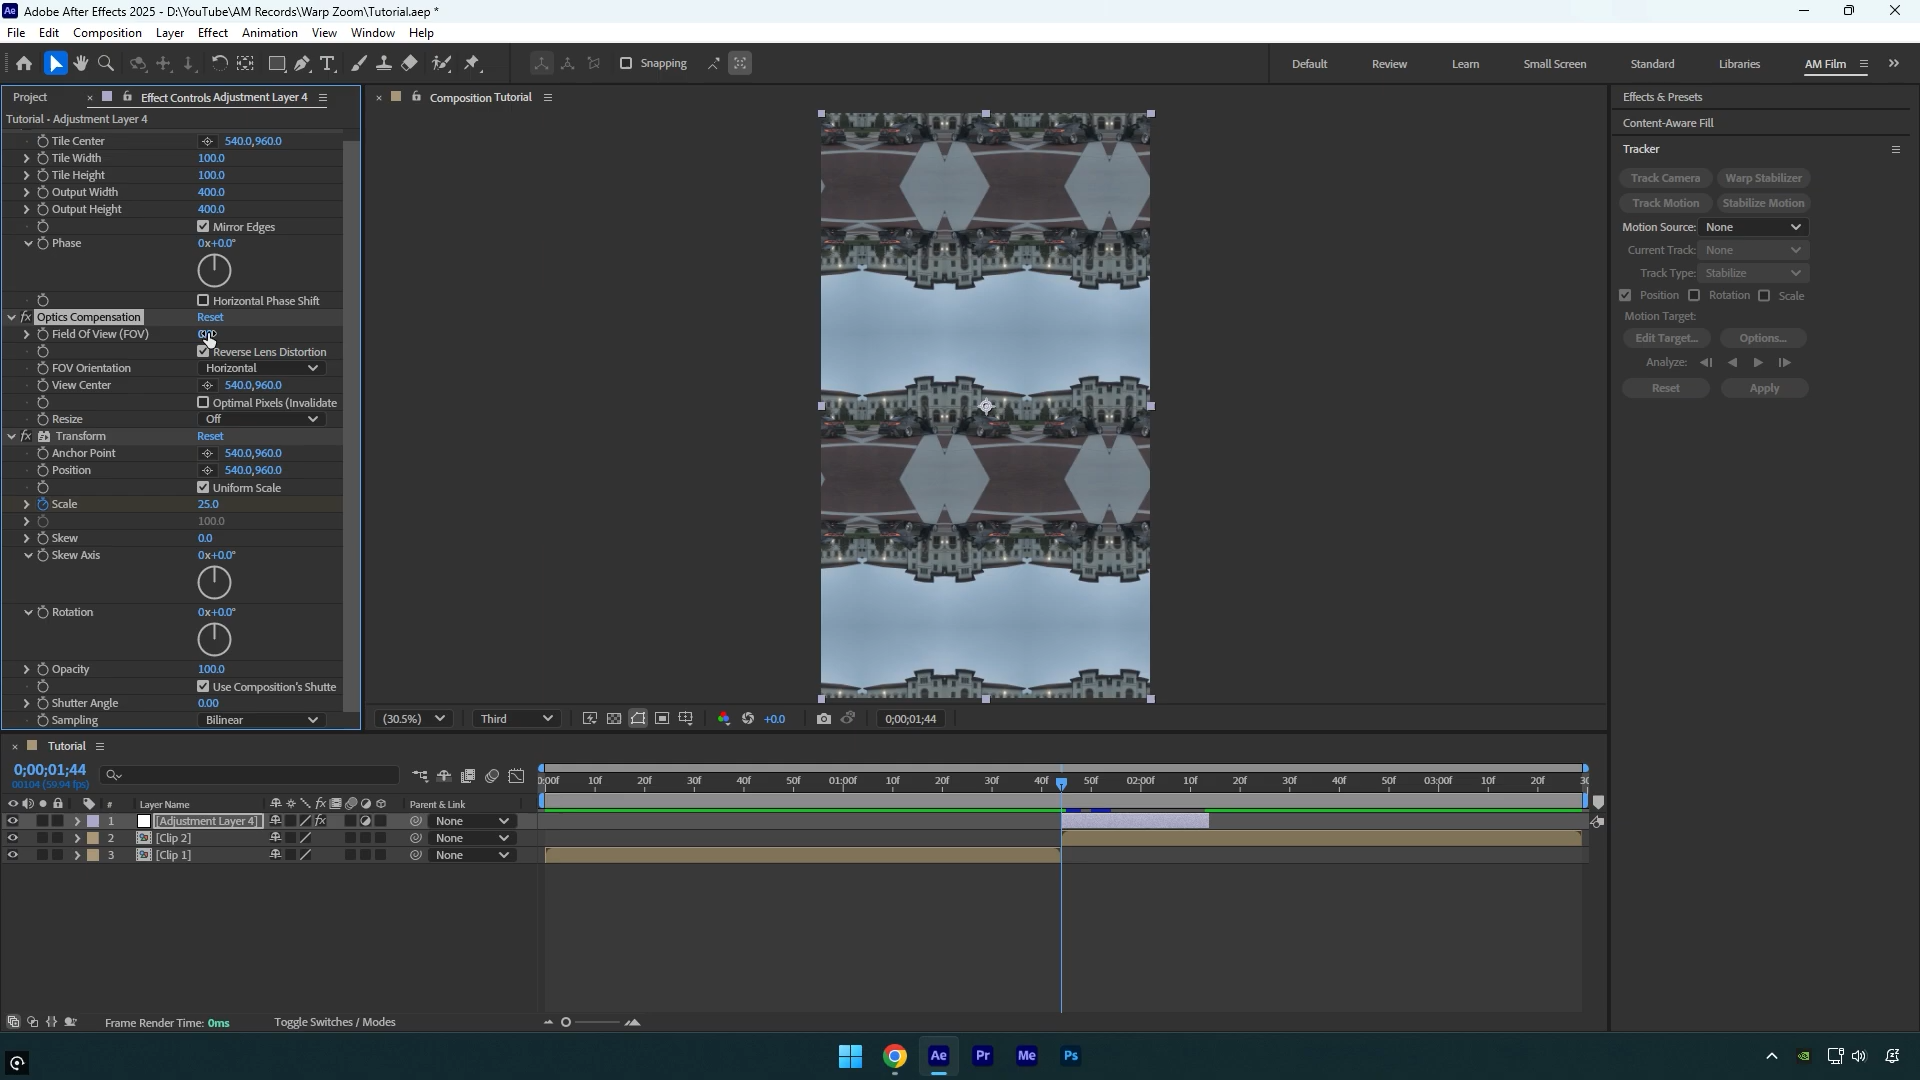 Adobe After Effects 2025 - D:\YouTube\AM Records\Warp Zoom\Tutorial.aep *
File Edit Composition Layer Effect Animation View Window Help
Snapping
Default Review Learn Small Screen Standard Libraries AM Film
Project Effect Controls Adjustment Layer 4
Composition Tutorial
Tutorial - Adjustment Layer 4
Tile Center 540.0,960.0
Tile Width 100.0
Tile Height 100.0
Output Width 400.0
Output Height 400.0
Mirror Edges
Phase 0x+0.0°
Horizontal Phase Shift
Optics Compensation Reset
Field Of View (FOV)
Reverse Lens Distortion
FOV Orientation Horizontal
View Center 540.0,960.0
Optimal Pixels (Invalidate
Resize Off
Transform Reset
Anchor Point 540.0,960.0
Position 540.0,960.0
Uniform Scale
Scale 25.0
100.0
Skew 0.0
Skew Axis 0x+0.0°
Rotation 0x+0.0°
Opacity 100.0
Use Composition's Shutte
Shutter Angle 0.00
Sampling Bilinear
(30.5%) Third +0.0 0;00;01;44
Effects & Presets
Content-Aware Fill
Tracker
Track Camera Warp Stabilizer
Track Motion Stabilize Motion
Motion Source: None
Current Track: None
Track Type: Stabilize
Position Rotation Scale
Motion Target:
Edit Target... Options...
Analyze:
Reset Apply
Tutorial
0;00;01;44
00104 (59.94 fps)
0:00f 10f 20f 30f 40f 50f 01:00f 10f 20f 30f 40f 50f 02:00f 10f 20f 30f 40f 50f 03:00f 10f 20f 30
# Layer Name Parent & Link
1 [Adjustment Layer 4] None
2 [Clip 2] None
3 [Clip 1] None
Frame Render Time: 0ms Toggle Switches / Modes
Ae Pr Me Ps